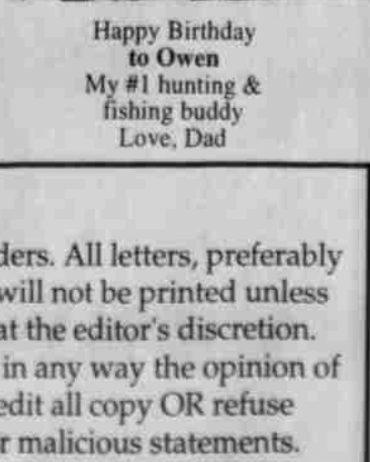 Happy Birthday
to Owen
My #1 hunting &
fishing buddy
Love, Dad
ders. All letters, preferably
will not be printed unless
at the editor's discretion.
in any way the opinion of
edit all copy OR refuse
r malicious statements.